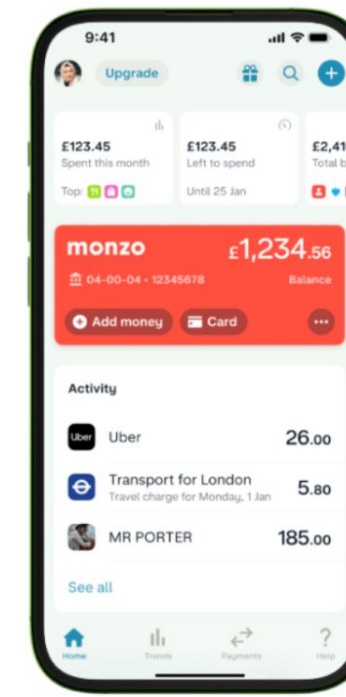 9:41
Upgrade
£123.45
Spent this month
Top:
£123.45
Left to spend
Until 25 Jan
£2,41
Total b
monzo
£1,234.56
04-00-04 • 12345678
Balance
Add money
Card
Activity
Uber
Uber
26.00
Transport for London
Travel charge for Monday, 1 Jan
5.80
MR PORTER
185.00
See all
Home
Trends
Payments
Help